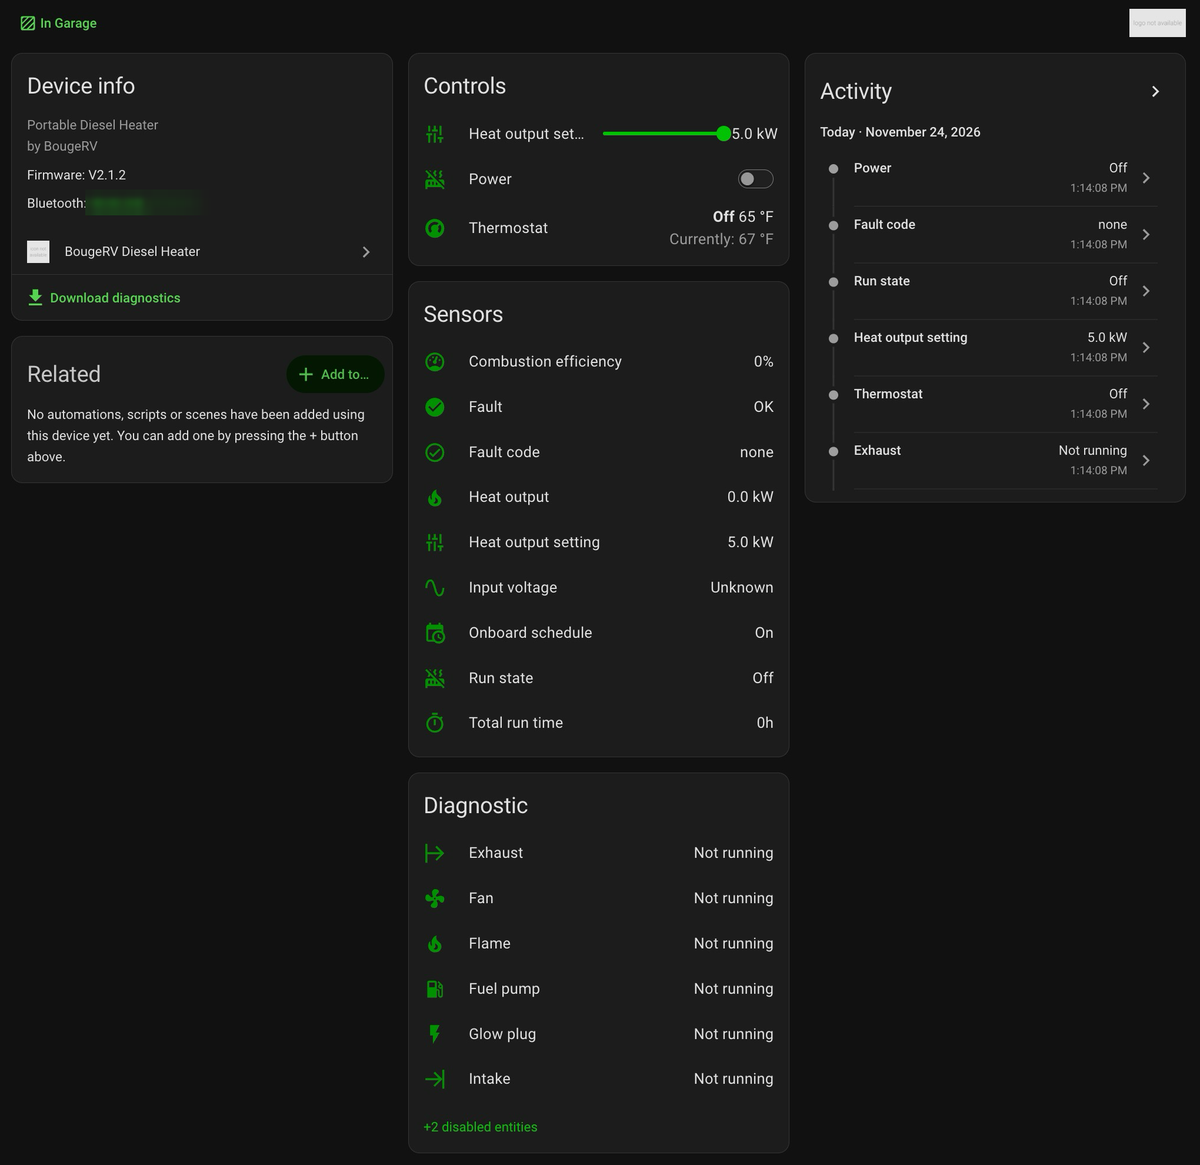 In Garage
logo not available
Device info
Portable Diesel Heater
by BougeRV
Firmware: V2.1.2
Bluetooth:
BougeRV Diesel Heater
Download diagnostics
Related
Add to...
No automations, scripts or scenes have been added using
this device yet. You can add one by pressing the + button
above.
Controls
Heat output set... 5.0 kW
Power
Thermostat
Off 65 °F
Currently: 67 °F
Sensors
Combustion efficiency 0%
Fault OK
Fault code none
Heat output 0.0 kW
Heat output setting 5.0 kW
Input voltage Unknown
Onboard schedule On
Run state Off
Total run time 0h
Diagnostic
Exhaust Not running
Fan Not running
Flame Not running
Fuel pump Not running
Glow plug Not running
Intake Not running
+2 disabled entities
Activity
Today · November 24, 2026
Power Off
1:14:08 PM
Fault code none
1:14:08 PM
Run state Off
1:14:08 PM
Heat output setting 5.0 kW
1:14:08 PM
Thermostat Off
1:14:08 PM
Exhaust Not running
1:14:08 PM